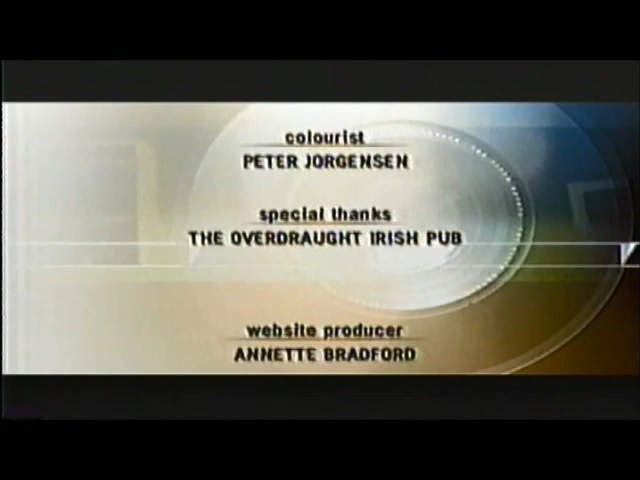 colourist
PETER JORGENSEN
special thanks
THE OVERDRAUGHT IRISH PUB
website producer
ANNETTE BRADFORD